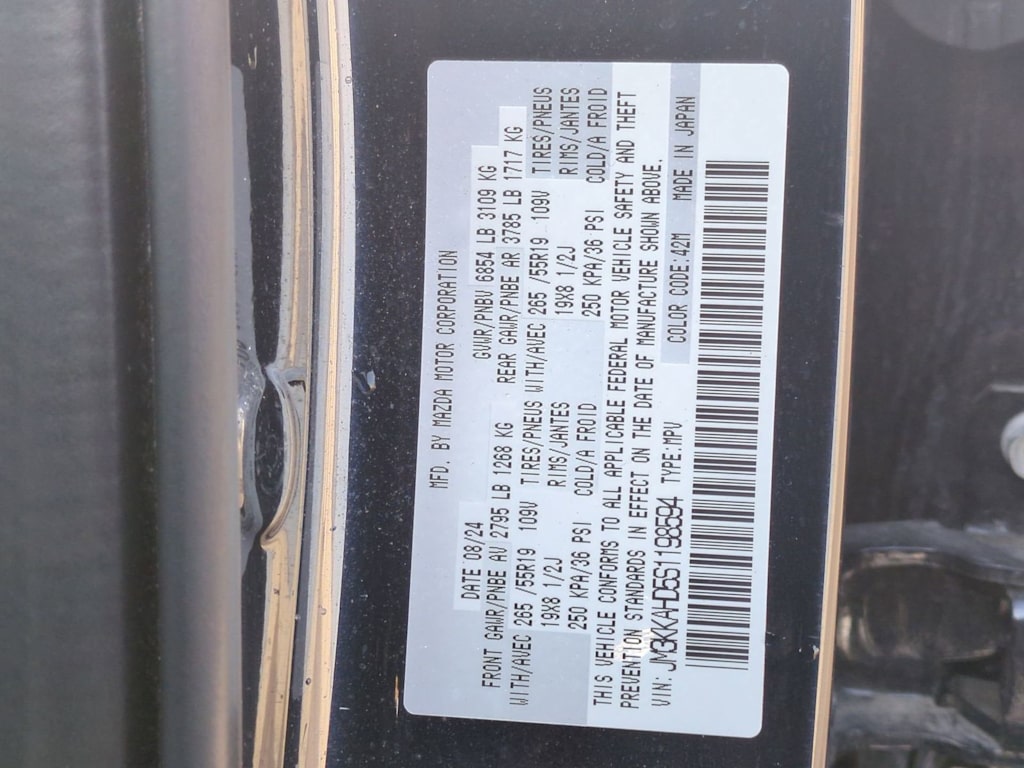 MFD. BY MAZDA MOTOR CORPORATION
DATE 08/24 GVWR/PNBV 6854 LB 3109 KG
FRONT GAWR/PNBE AV 2795 LB 1268 KG REAR GAWR/PNBE AR 3785 LB 1717 KG
WITH/AVEC 265 /55R19 109V TIRES/PNEUS WITH/AVEC 265 /55R19 109V TIRES/PNEUS
19X8 1/2J RIMS/JANTES 19X8 1/2J RIMS/JANTES
250 KPA/36 PSI COLD/A FROID 250 KPA/36 PSI COLD/A FROID
THIS VEHICLE CONFORMS TO ALL APPLICABLE FEDERAL MOTOR VEHICLE SAFETY AND THEFT
PREVENTION STANDARDS IN EFFECT ON THE DATE OF MANUFACTURE SHOWN ABOVE.
VIN: JM3KKAHD5S1198594 TYPE:MPV COLOR CODE:42M MADE IN JAPAN